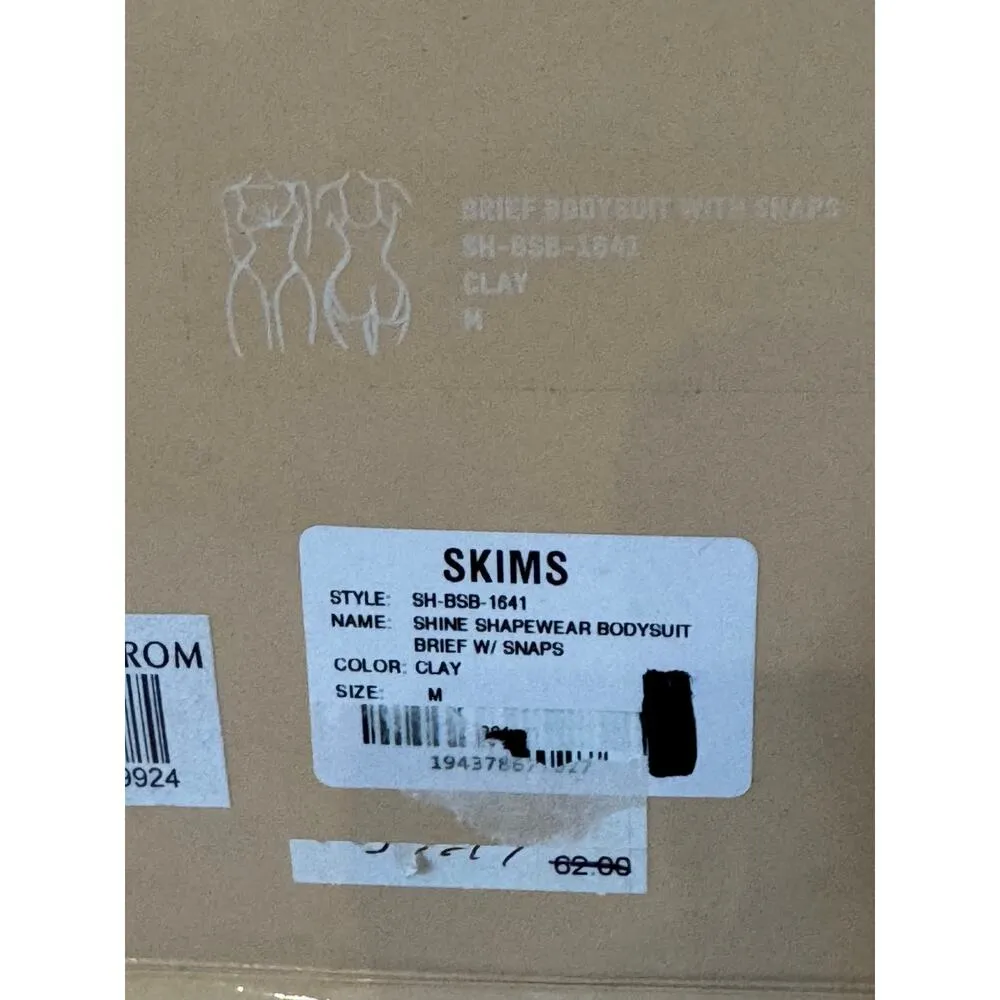 BRIEF BODYSUIT WITH SNAPS
SH-BSB-1641
CLAY
M
SKIMS
STYLE: SH-BSB-1641
NAME: SHINE SHAPEWEAR BODYSUIT
BRIEF W/ SNAPS
COLOR: CLAY
SIZE: M
ROM
9924
62.00